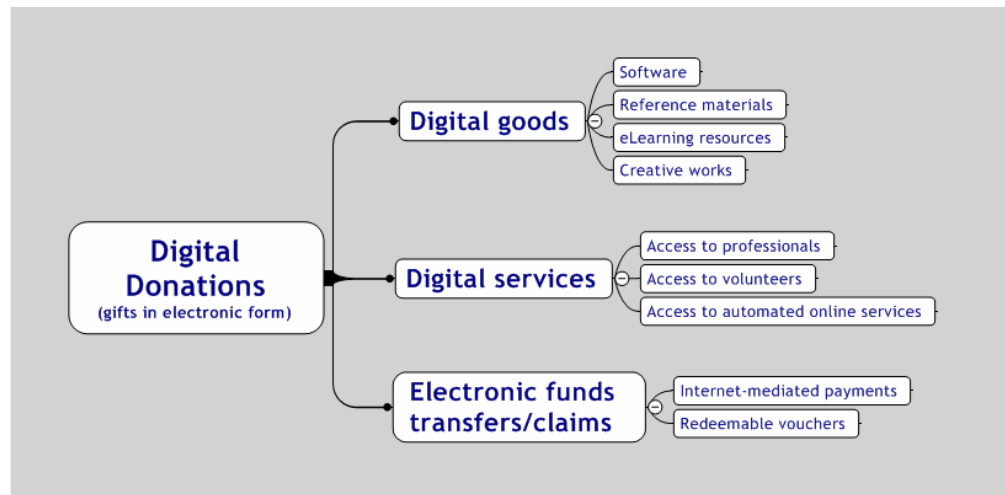 Digital
Donations
(gifts in electronic form)
Digital goods
Software
Reference materials
eLearning resources
Creative works
Digital services
Access to professionals
Access to volunteers
Access to automated online services
Electronic funds
transfers/claims
Internet-mediated payments
Redeemable vouchers